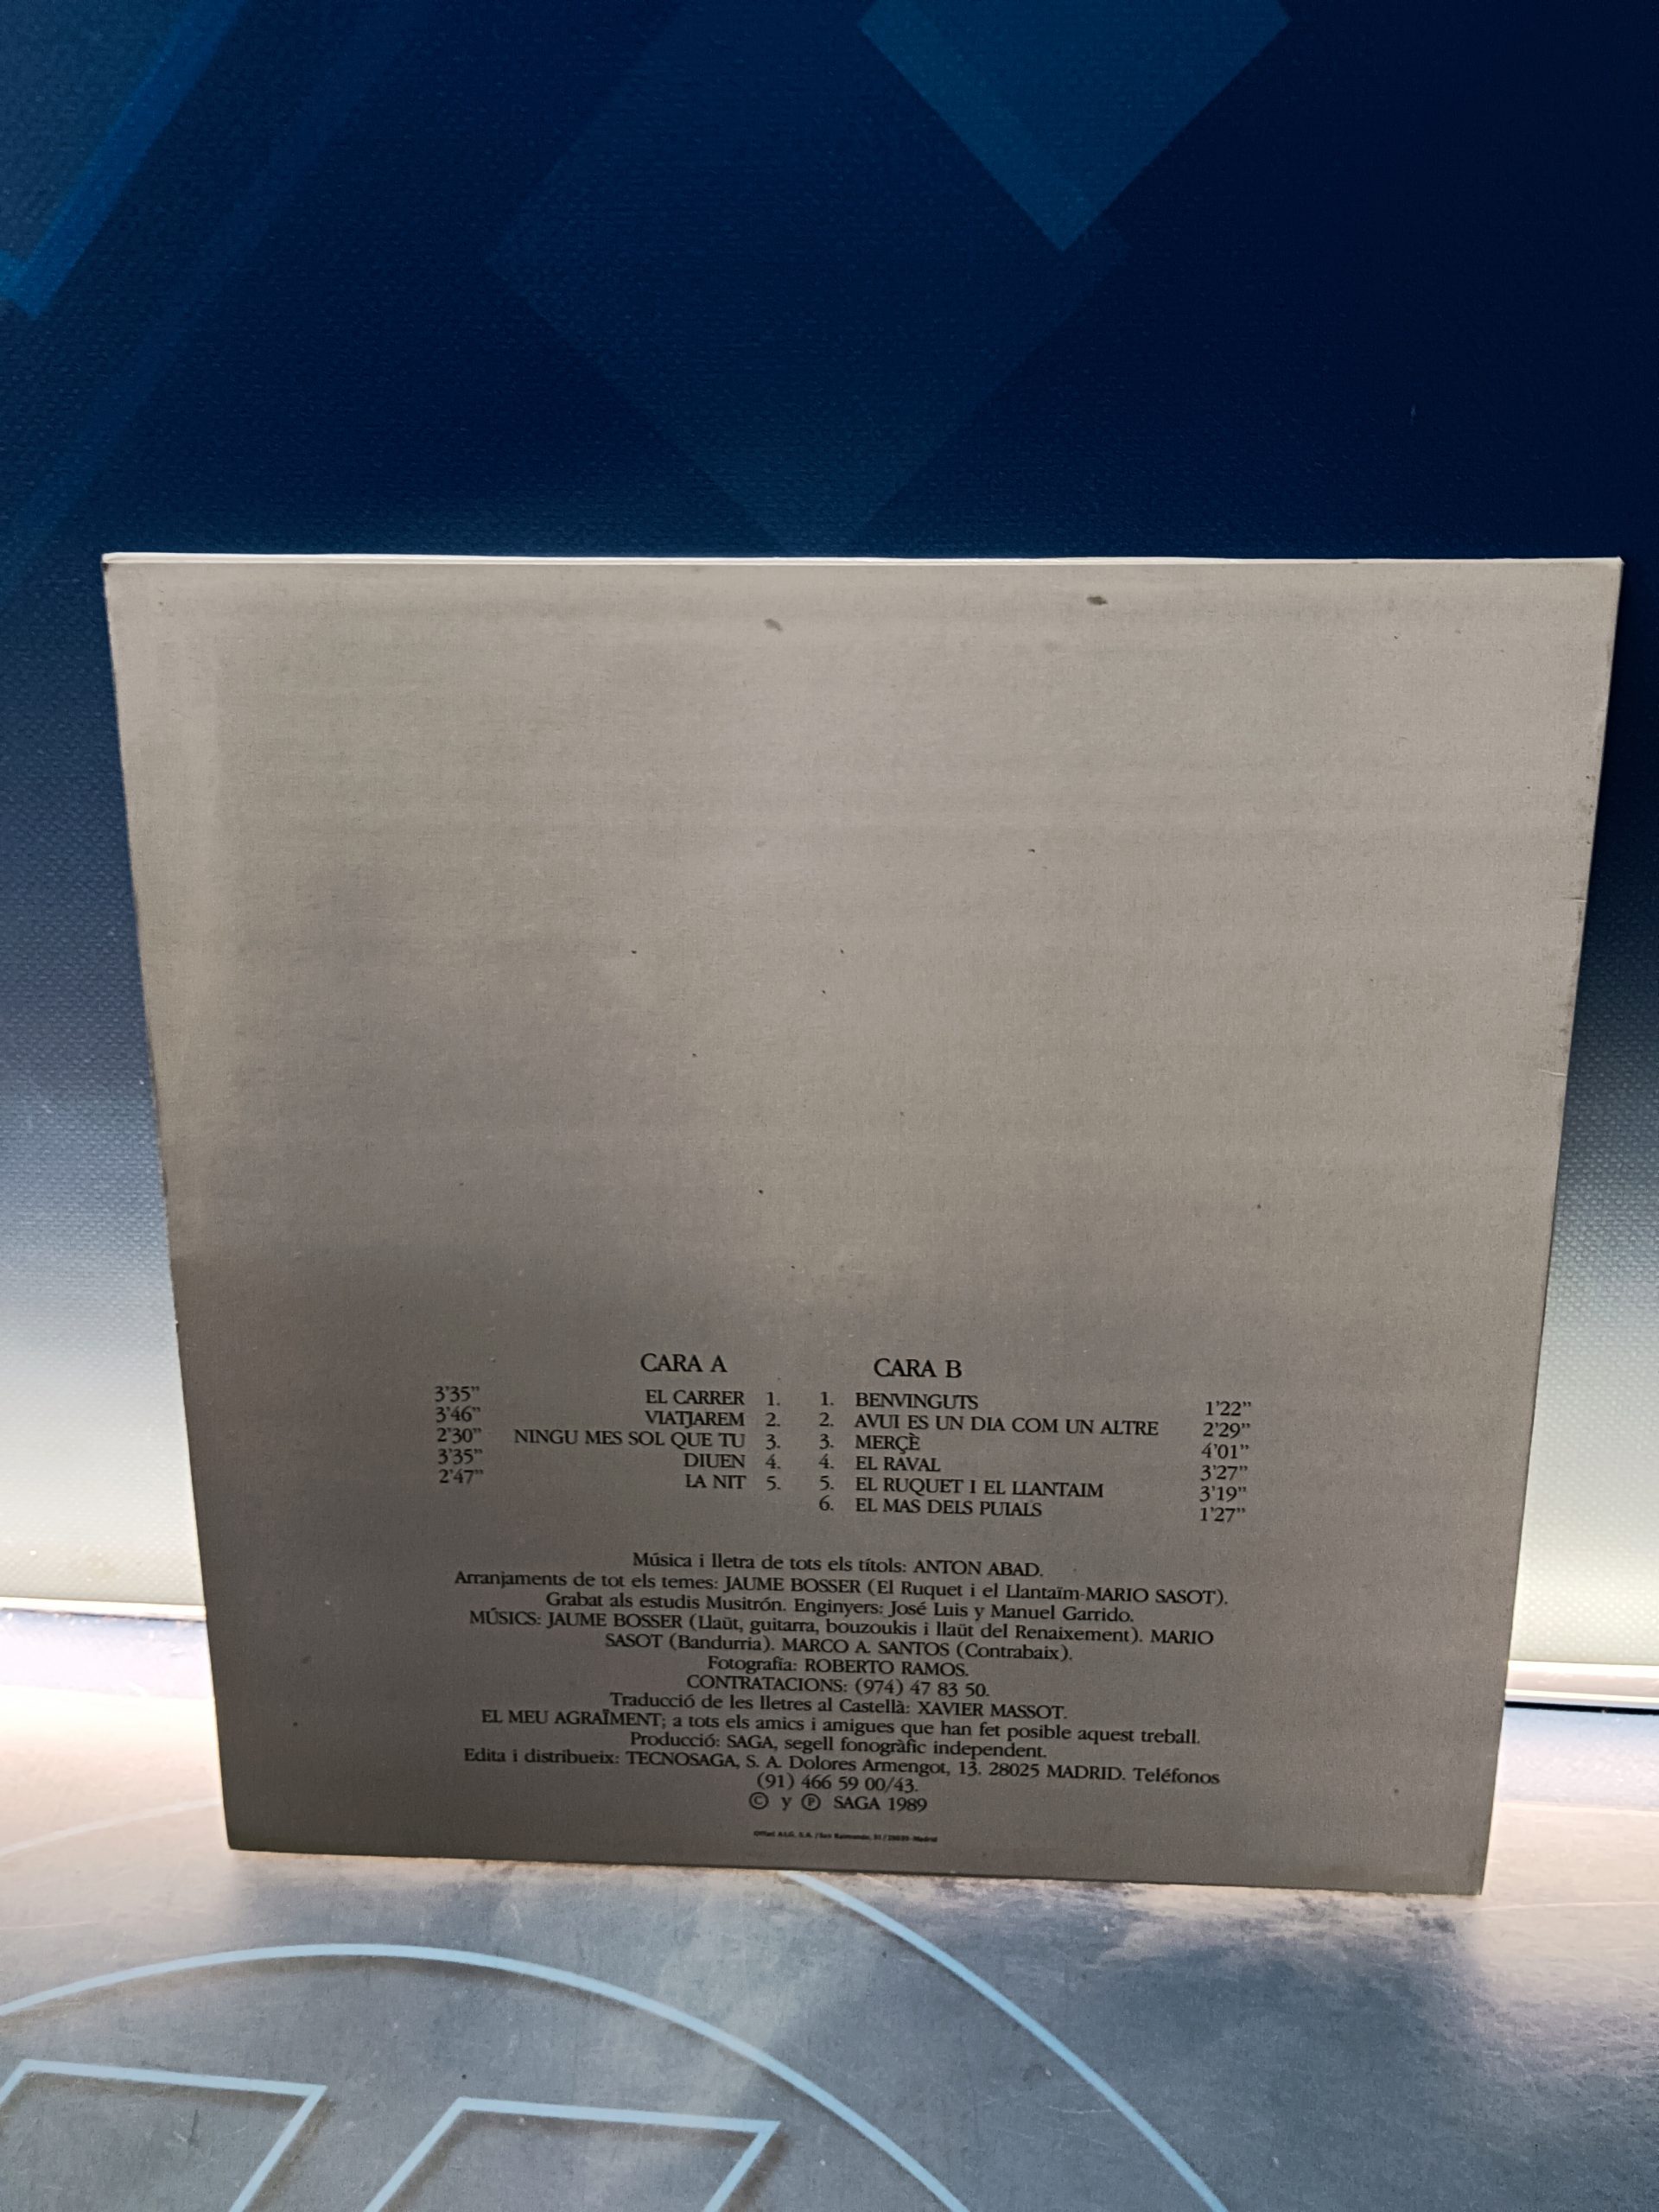 CARA A
3'35" EL CARRER 1.
3'46" VIATJAREM 2.
2'30" NINGU MES SOL QUE TU 3.
3'35" DIUEN 4.
2'47" LA NIT 5.
CARA B
1. BENVINGUTS 1'22"
2. AVUI ES UN DIA COM UN ALTRE 2'29"
3. MERÇÈ 4'01"
4. EL RAVAL 3'27"
5. EL RUQUET I EL LLANTAIM 3'19"
6. EL MAS DELS PUIALS 1'27"
Música i lletra de tots els títols: ANTON ABAD.
Arranjaments de tot els temes: JAUME BOSSER (El Ruquet i el Llantaïm-MARIO SASOT).
Grabat als estudis Musitrón. Enginyers: José Luis y Manuel Garrido.
MÚSICS: JAUME BOSSER (Llaüt, guitarra, bouzoukis i llaüt del Renaixement). MARIO
SASOT (Bandurria). MARCO A. SANTOS (Contrabaix).
Fotografía: ROBERTO RAMOS.
CONTRATACIONS: (974) 47 83 50.
Traducció de les lletres al Castellà: XAVIER MASSOT.
EL MEU AGRAÏMENT; a tots els amics i amigues que han fet posible aquest treball.
Producció: SAGA, segell fonogràfic independent.
Edita i distribueix: TECNOSAGA, S. A. Dolores Armengot, 13. 28025 MADRID. Teléfonos
(91) 466 59 00/43.
© y ℗ SAGA 1989